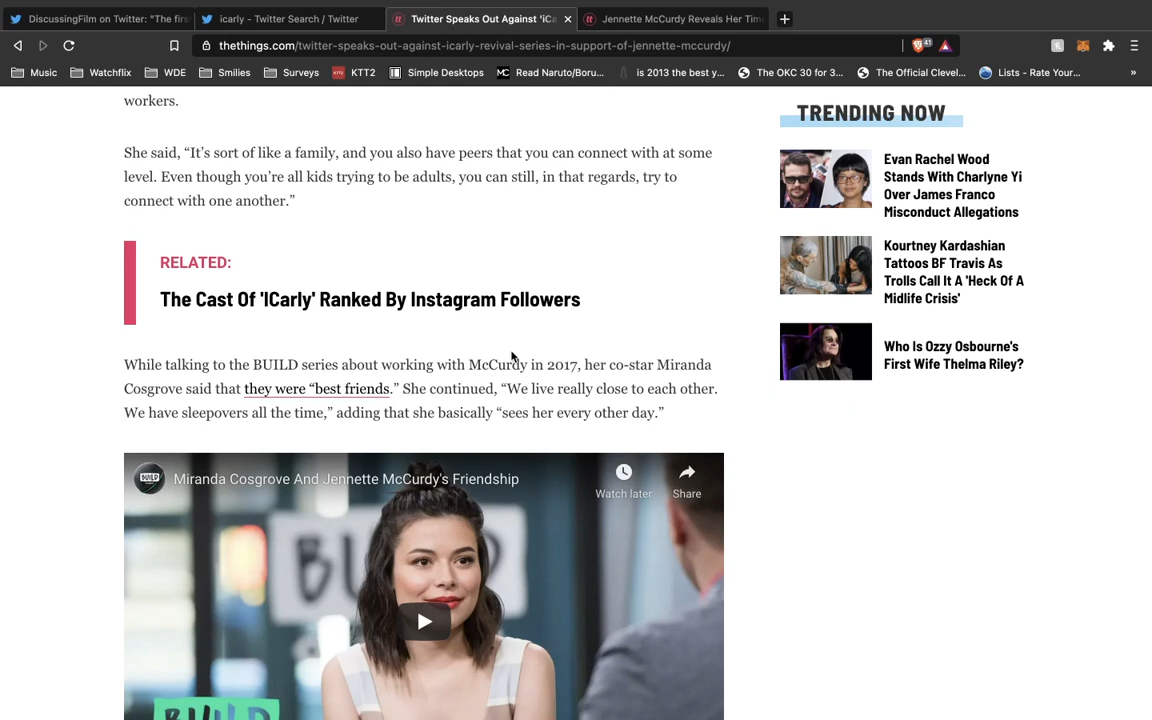 DiscussingFilm on Twitter: "The firs
icarly - Twitter Search / Twitter
Twitter Speaks Out Against 'iCa
Jennette McCurdy Reveals Her Tim
thethings.com/twitter-speaks-out-against-icarly-revival-series-in-support-of-jennette-mccurdy/
41
Music
Watchflix
WDE
Smilies
Surveys
KTT2
Simple Desktops
Read Naruto/Boru...
is 2013 the best y...
The OKC 30 for 3...
The Official Clevel...
Lists - Rate Your...
»
workers.
She said, “It’s sort of like a family, and you also have peers that you can connect with at some
level. Even though you’re all kids trying to be adults, you can still, in that regards, try to
connect with one another.”
RELATED:
The Cast Of 'ICarly' Ranked By Instagram Followers
While talking to the BUILD series about working with McCurdy in 2017, her co-star Miranda
Cosgrove said that they were “best friends.” She continued, “We live really close to each other.
We have sleepovers all the time,” adding that she basically “sees her every other day.”
BUILD
Miranda Cosgrove And Jennette McCurdy's Friendship
Watch later
Share
BUILD
TRENDING NOW
Evan Rachel Wood
Stands With Charlyne Yi
Over James Franco
Misconduct Allegations
Kourtney Kardashian
Tattoos BF Travis As
Trolls Call It A 'Heck Of A
Midlife Crisis'
Who Is Ozzy Osbourne's
First Wife Thelma Riley?